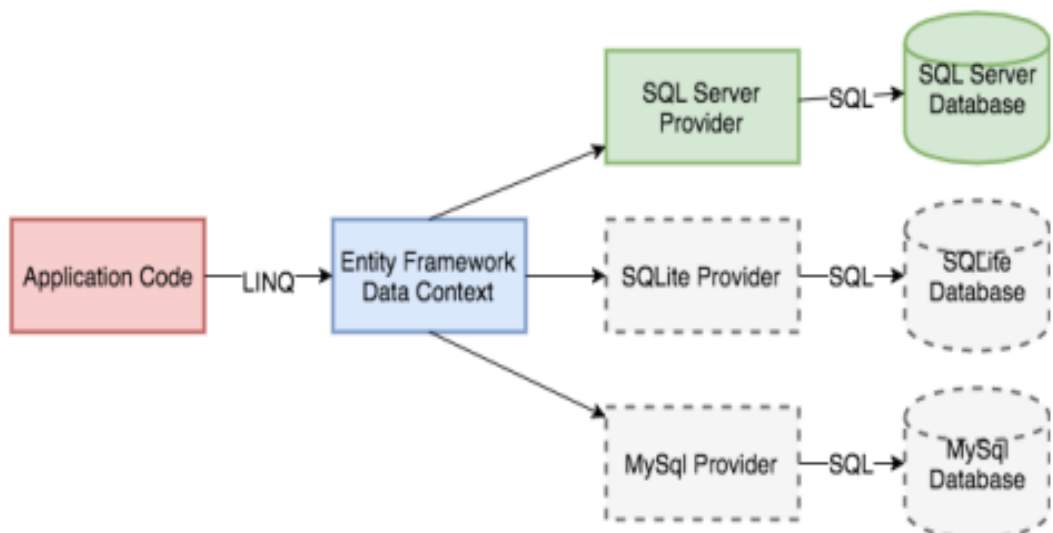 SQL Server
Provider
SQL
SQL Server
Database
Application Code
LINQ
Entity Framework
Data Context
SQLite Provider
SQL
SQLite
Database
MySql Provider
SQL
MySql
Database